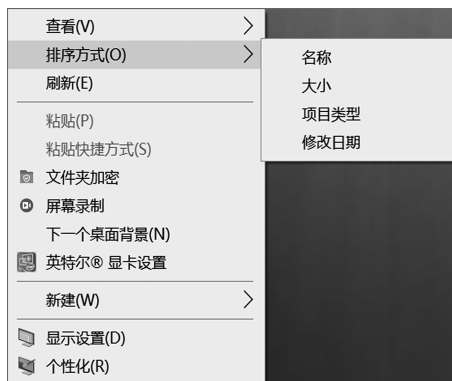 查看(V)
排序方式(O)
刷新(E)
粘贴(P)
粘贴快捷方式(S)
文件夹加密
屏幕录制
下一个桌面背景(N)
英特尔® 显卡设置
新建(W)
显示设置(D)
个性化(R)
名称
大小
项目类型
修改日期